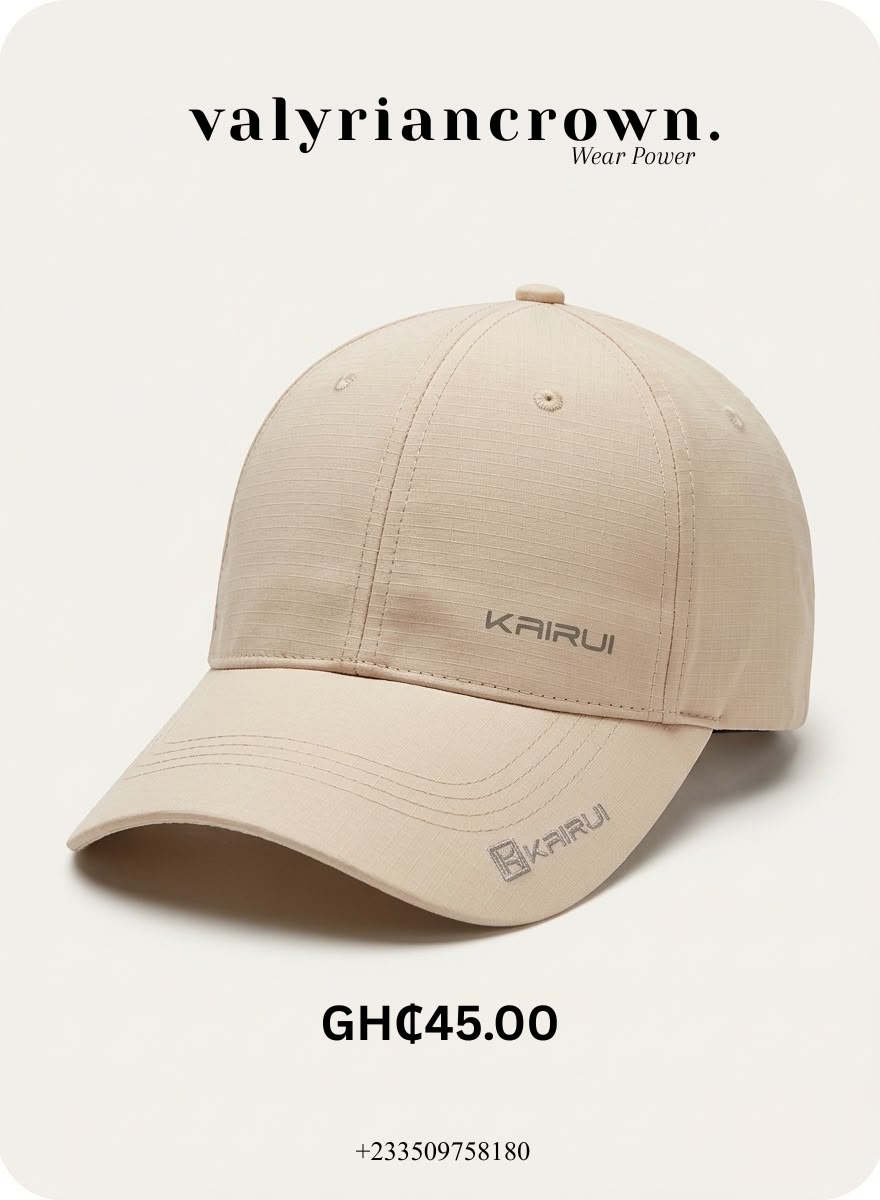 valyriancrown.
Wear Power
KAIRUI
KAIRUI
GH₵45.00
+233509758180